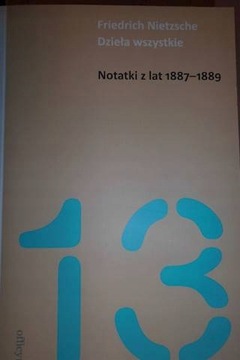 Friedrich Nietzsche
Dzieła wszystkie
Notatki z lat 1887–1889
13